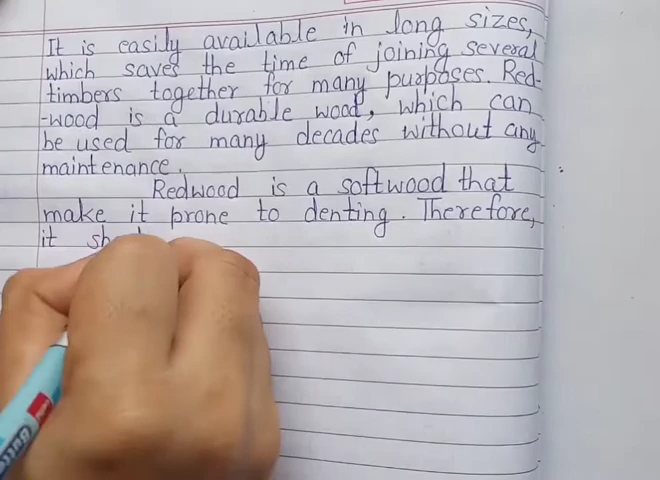 It is easily available in long sizes,
which saves the time of joining several
timbers together for many purposes. Red-
-wood is a durable wood, which can
be used for many decades without any
maintenance.
Redwood is a softwood that
make it prone to denting. Therefore,
it